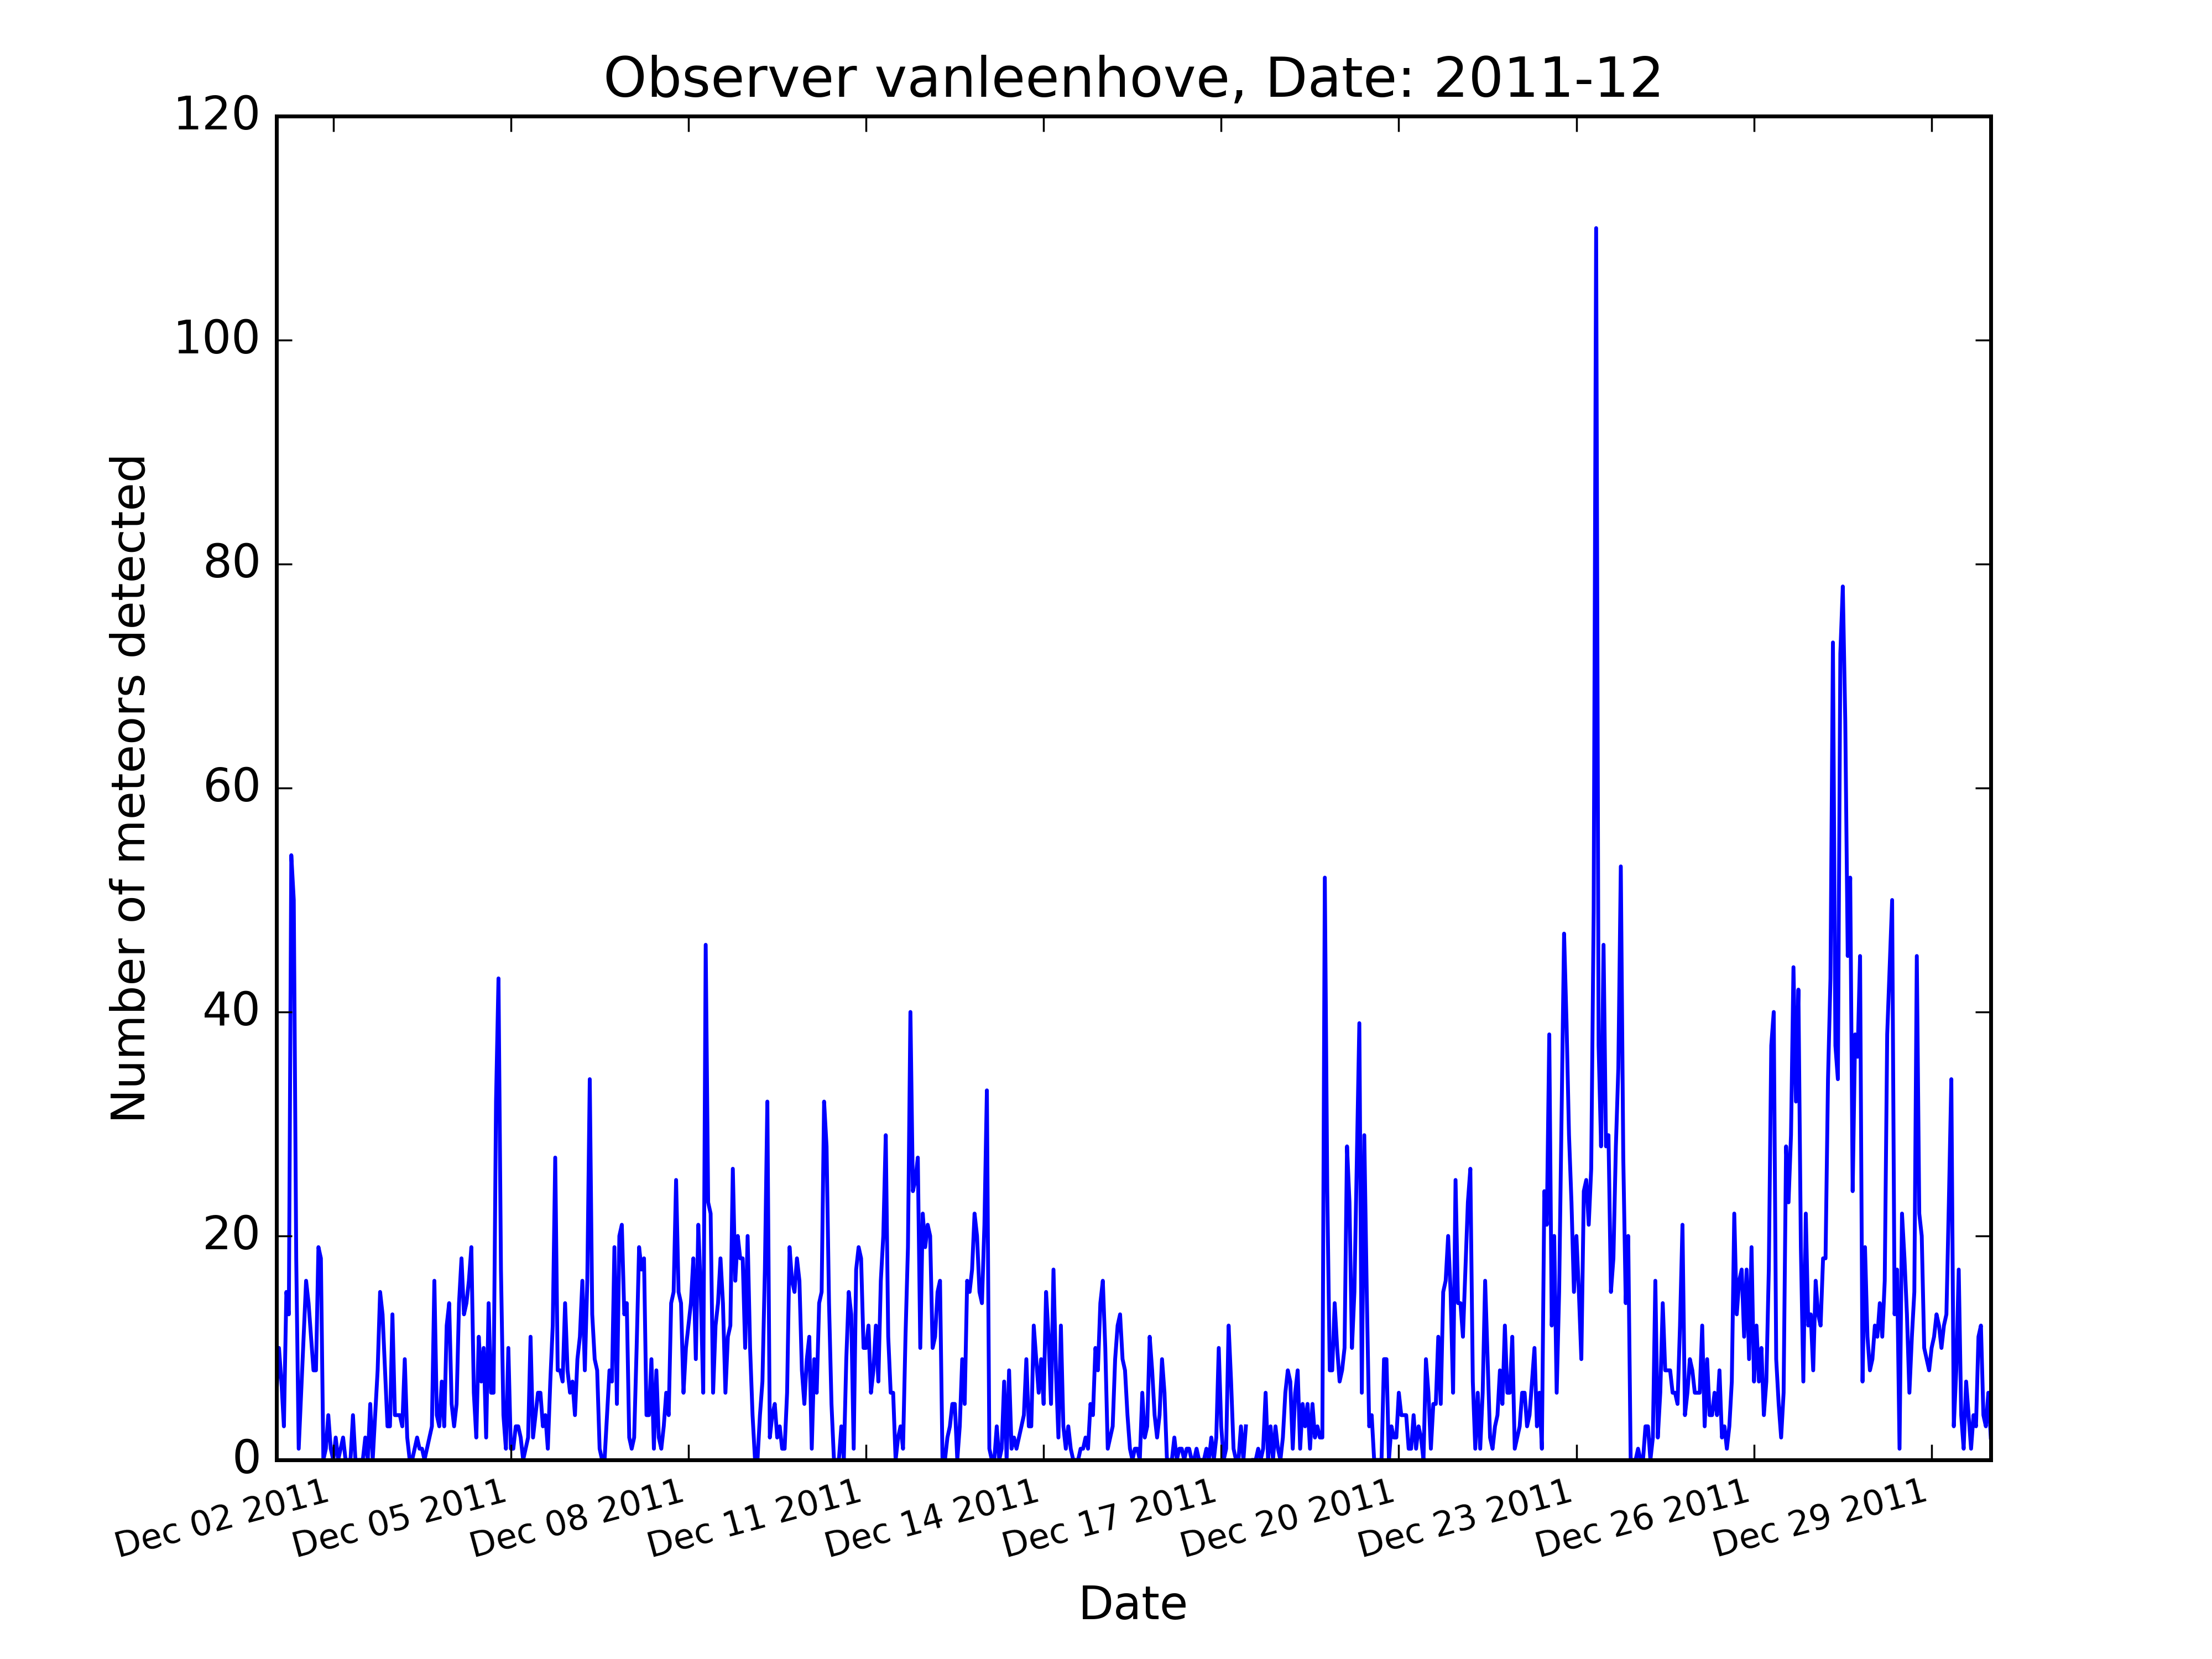 Observer vanleenhove, Date: 2011-12
120
100
80
60
40
20
0
Number of meteors detected
Dec 02 2011
Dec 05 2011
Dec 08 2011
Dec 11 2011
Dec 14 2011
Dec 17 2011
Dec 20 2011
Dec 23 2011
Dec 26 2011
Dec 29 2011
Date